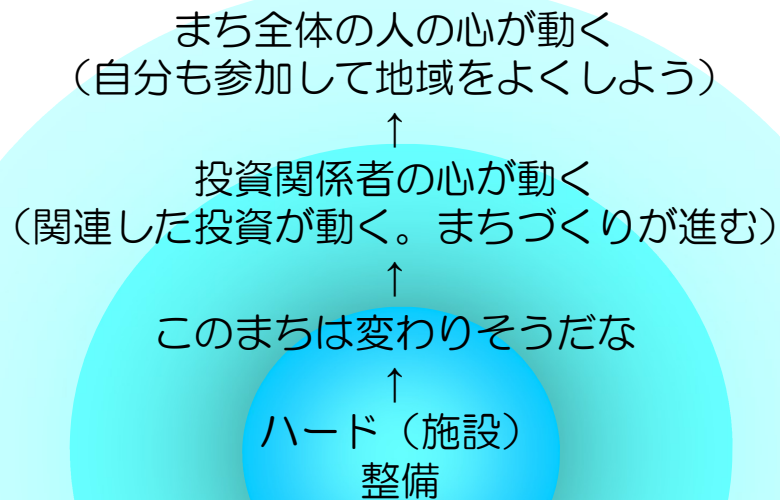 まち全体の人の心が動く
（自分も参加して地域をよくしよう）
↑
投資関係者の心が動く
（関連した投資が動く。まちづくりが進む）
↑
このまちは変わりそうだな
↑
ハード（施設）
整備